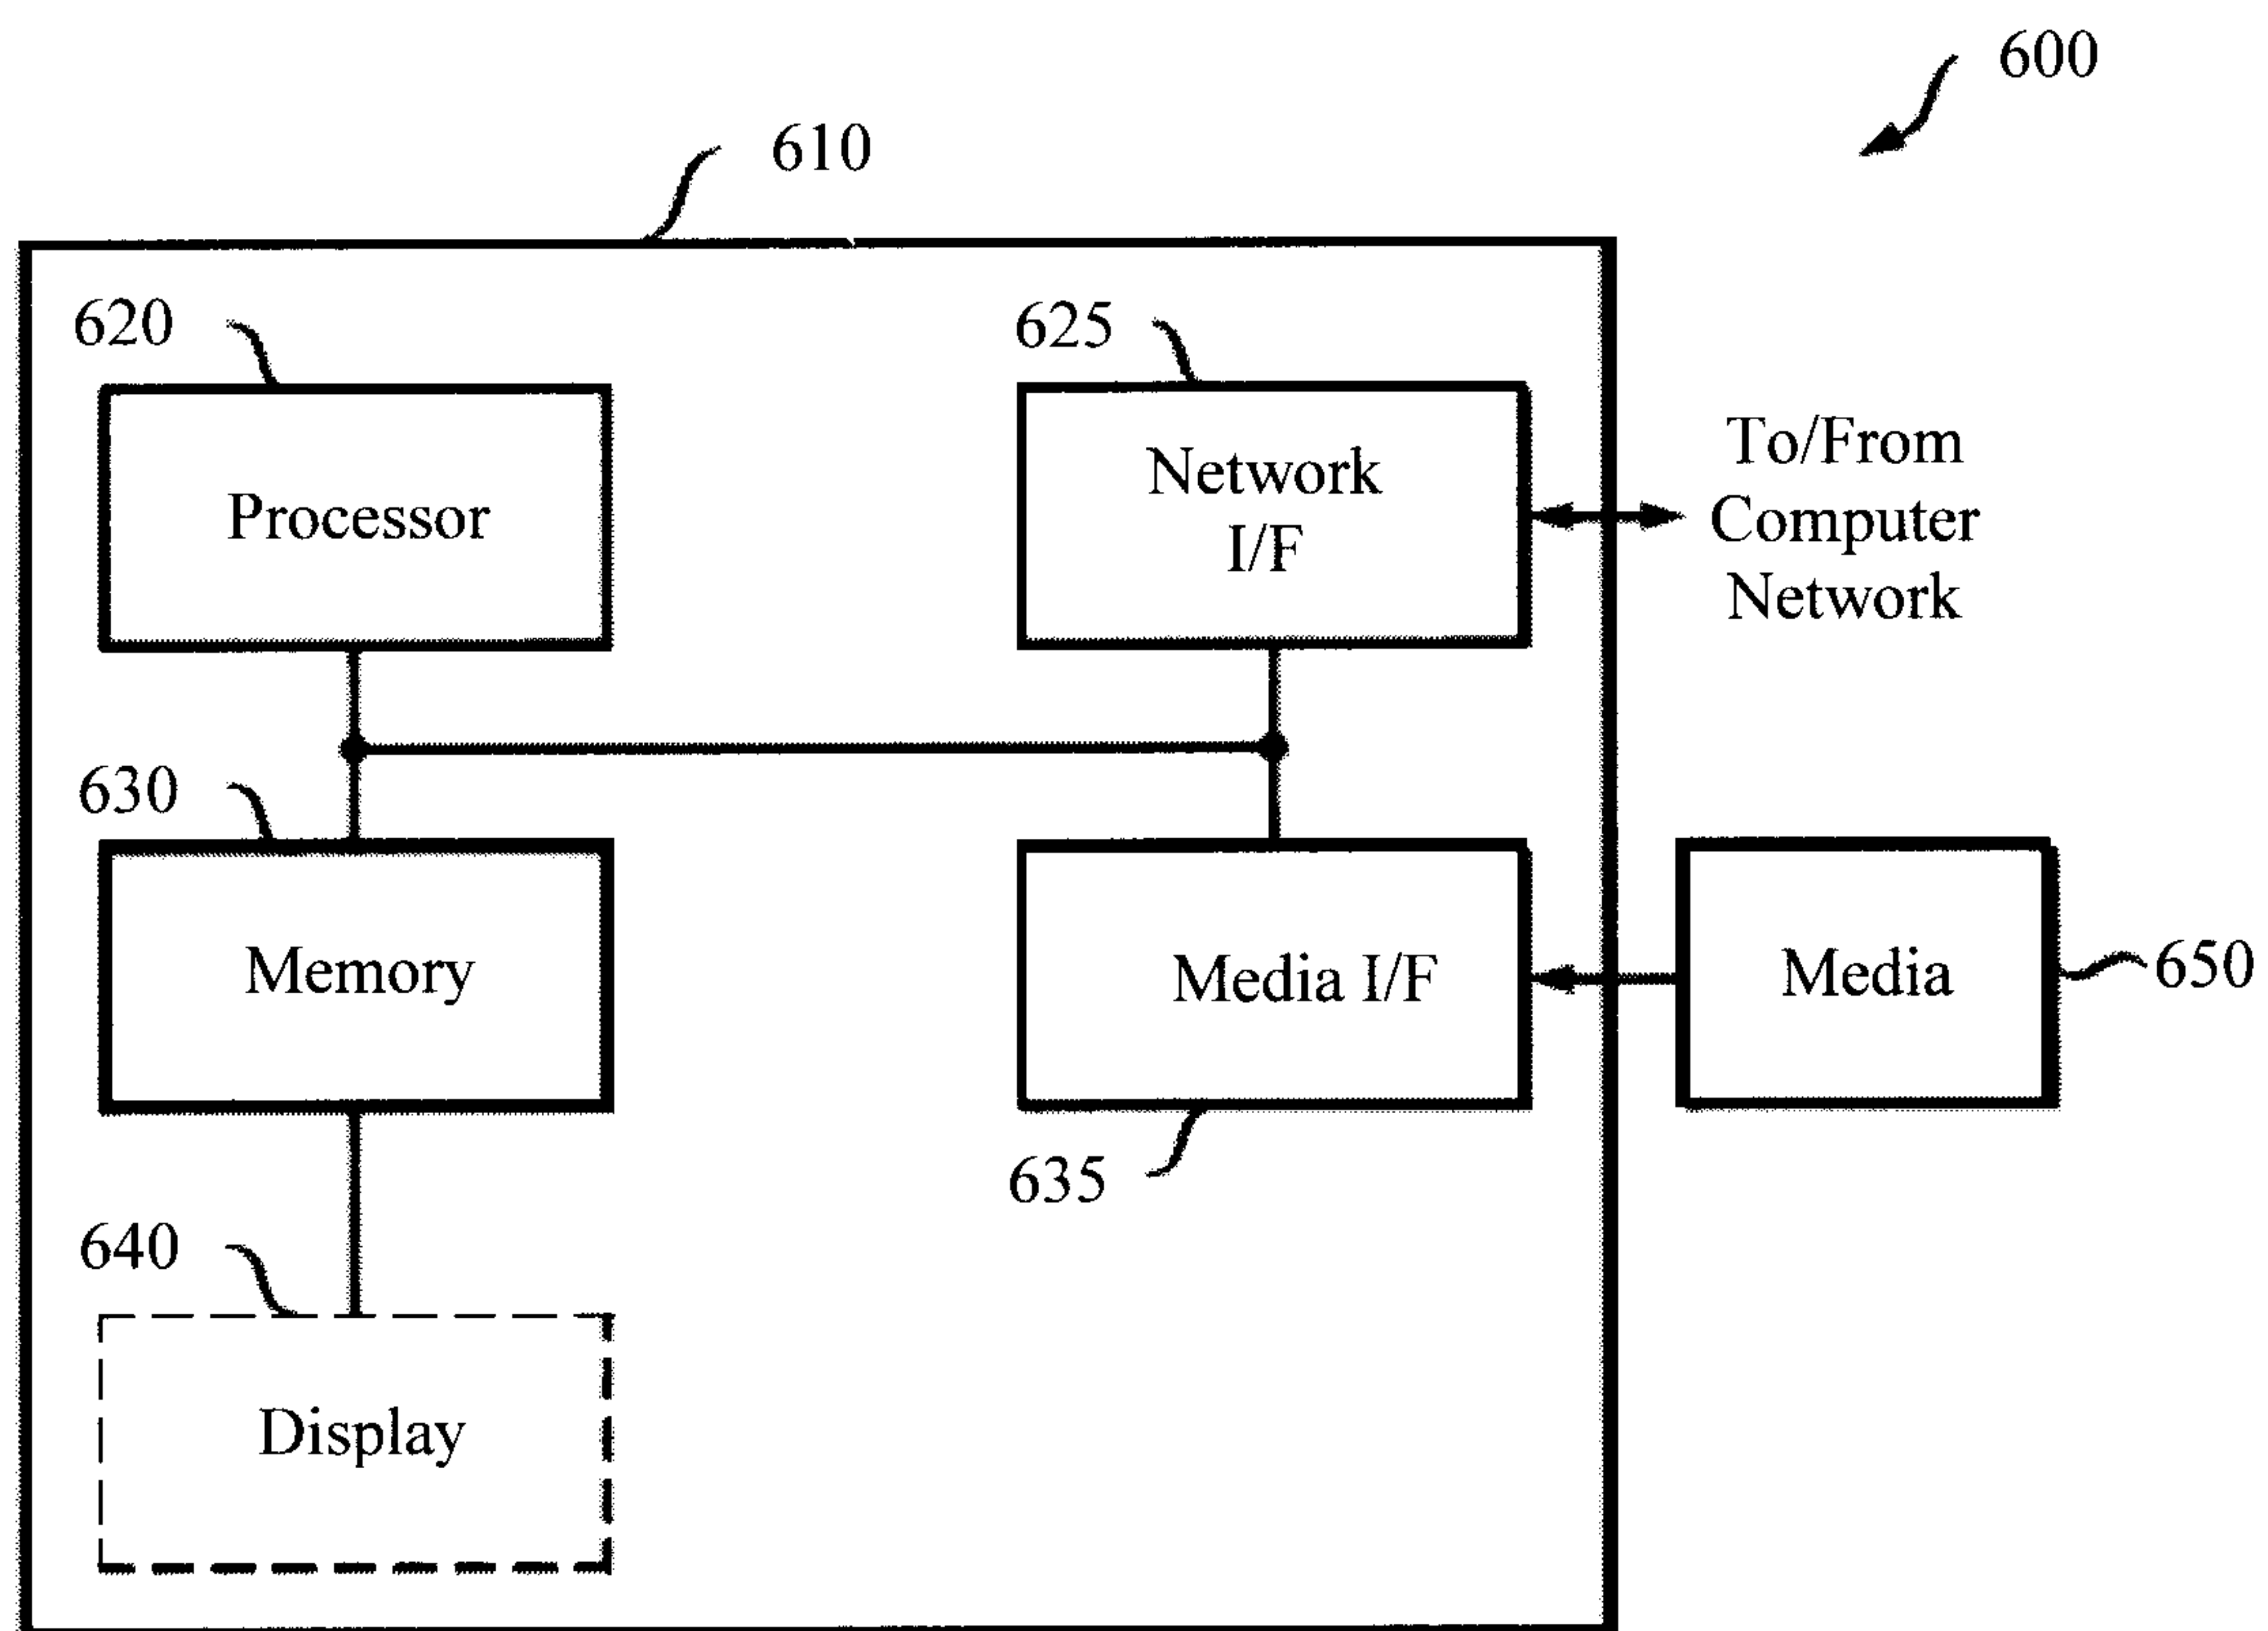 600
610
620
625
Processor
Network
I/F
To/From
Computer
Network
630
Memory
Media I/F
Media
650
635
640
Display